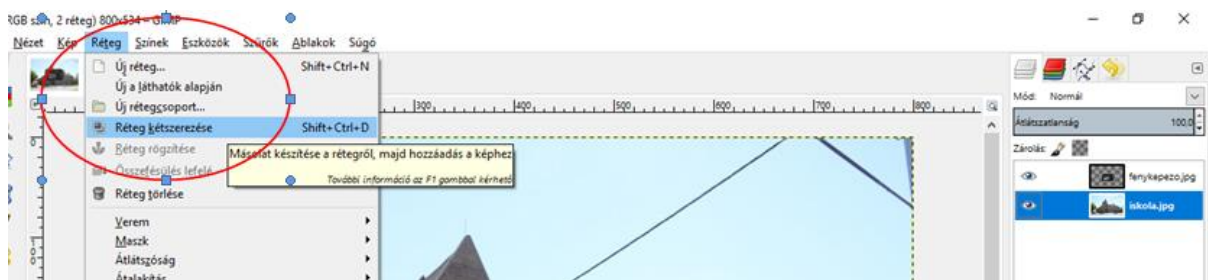 RGB szín, 2 réteg) 800x534 – GIMP
Nézet Kép Réteg Színek Eszközök Szűrők Ablakok Súgó
Új réteg... Shift+Ctrl+N
Új a láthatók alapján
Új rétegcsoport...
Réteg kétszerezése Shift+Ctrl+D
Réteg rögzítése
Összefésülés lefelé
Réteg törlése
Verem
Maszk
Átlátszóság
Átalakítás
Másolat készítése a rétegről, majd hozzáadás a képhez
További információ az F1 gombbal kérhető
300 400 500 600 700 800
0
100
Mód: Normál
Átlátszatlanság 100,0
Zárolás:
fenykepezo.jpg
iskola.jpg